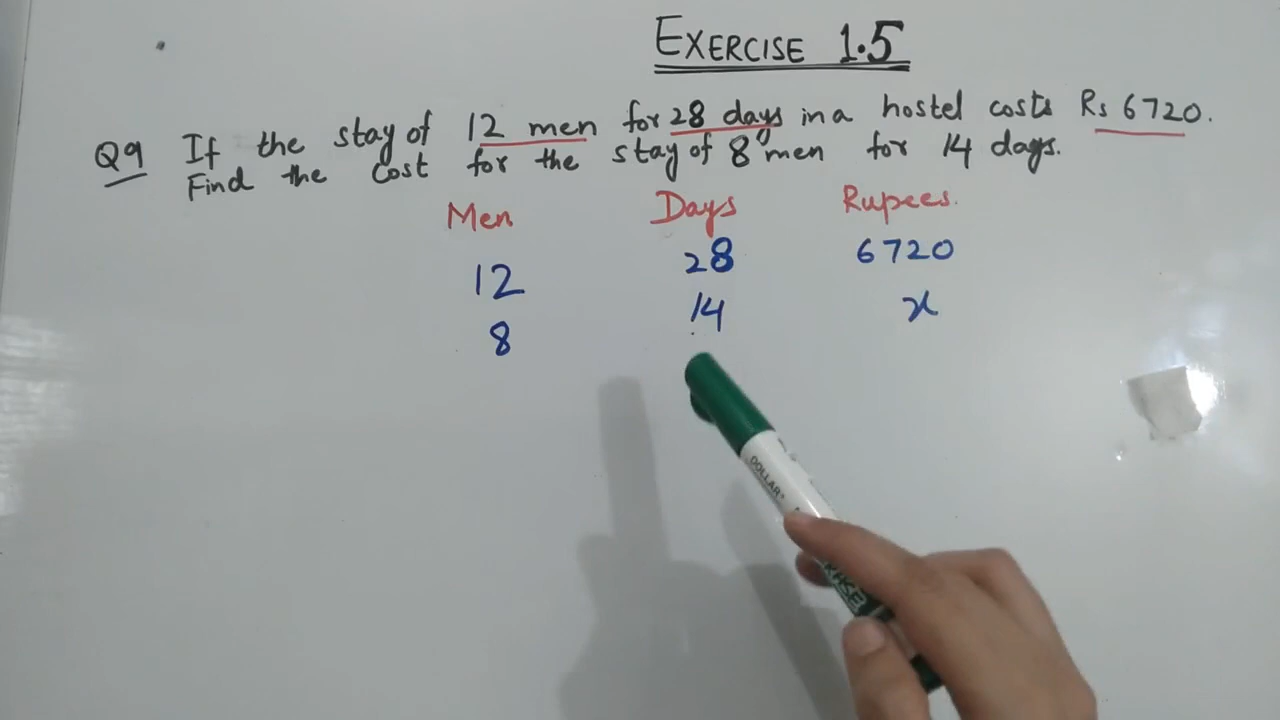 EXERCISE 1.5
Q9 If the stay of 12 men for 28 days in a hostel costs Rs 6720.
Find the cost for the stay of 8 men for 14 days.
Men Days Rupees.
12 28 6720
8 14 x
DOLLAR